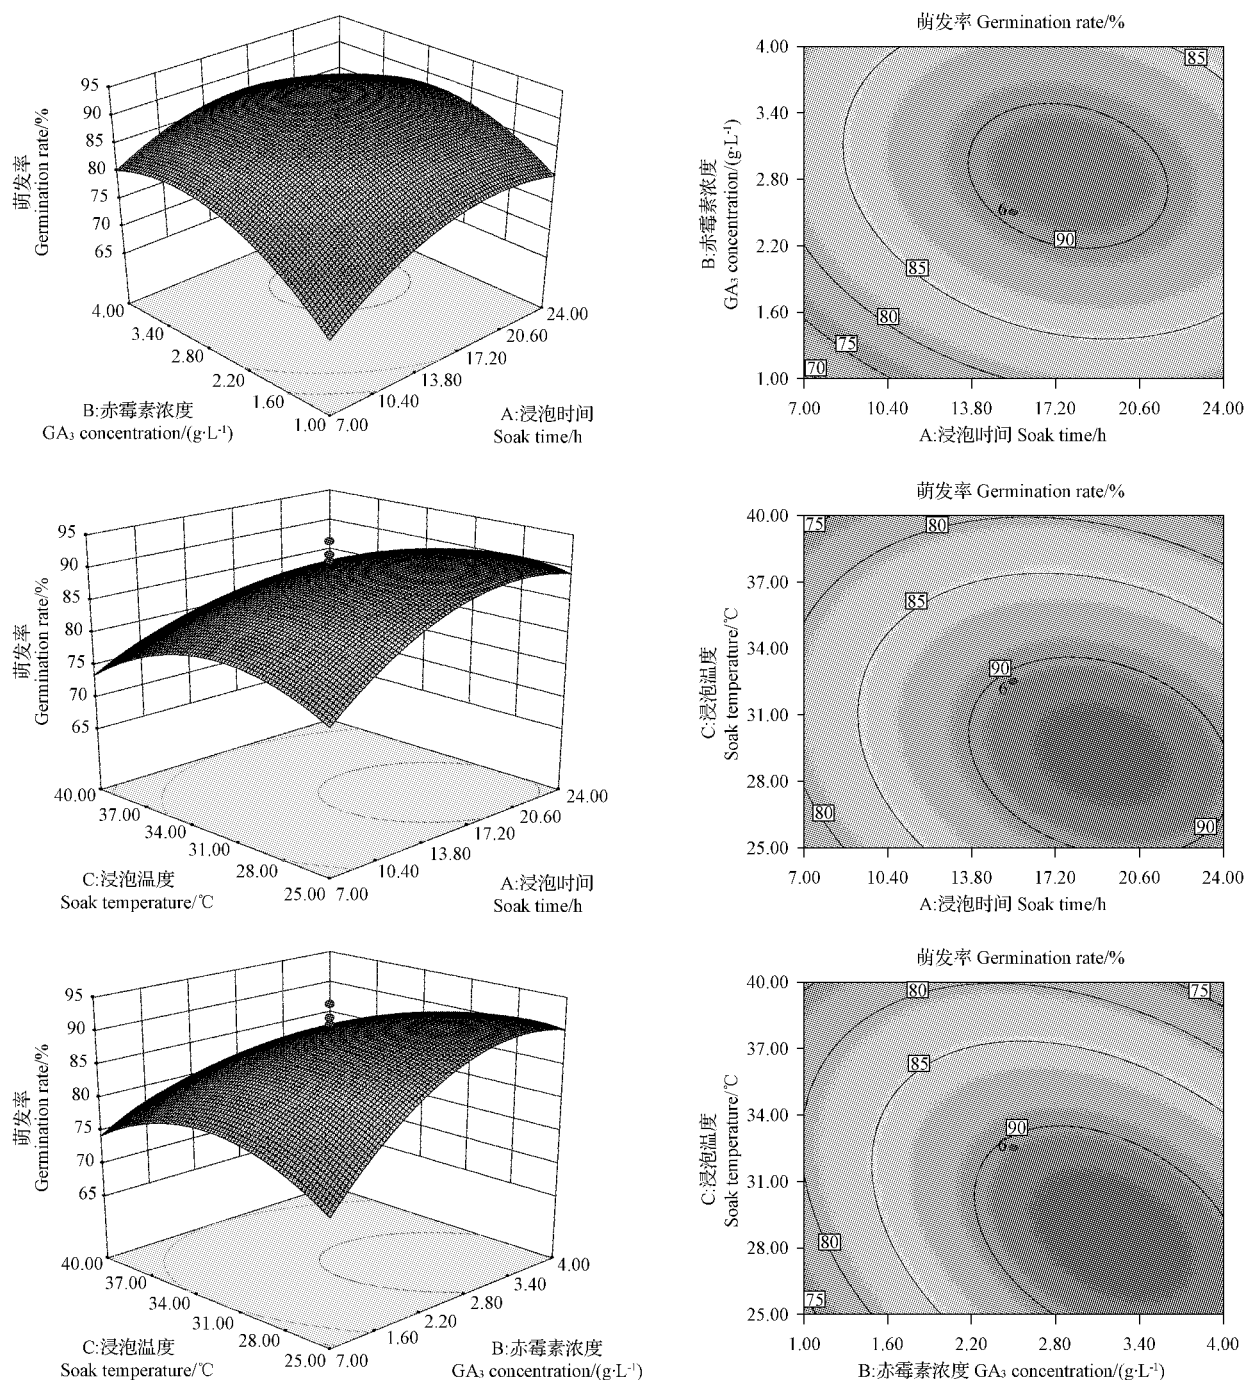 95
90
85
80
75
70
65
萌发率
Germination rate/%
4.00
3.40
2.80
2.20
1.60
1.00
7.00
10.40
13.80
17.20
20.60
24.00
B:赤霉素浓度
GA₃ concentration/(g·L⁻¹)
A:浸泡时间
Soak time/h
萌发率 Germination rate/%
4.00
3.40
2.80
2.20
1.60
1.00
B:赤霉素浓度
GA₃ concentration/(g·L⁻¹)
85
6
90
85
80
75
70
7.00 10.40 13.80 17.20 20.60 24.00
A:浸泡时间 Soak time/h
95
90
85
80
75
70
65
萌发率
Germination rate/%
40.00
37.00
34.00
31.00
28.00
25.00
7.00
10.40
13.80
17.20
20.60
24.00
C:浸泡温度
Soak temperature/℃
A:浸泡时间
Soak time/h
萌发率 Germination rate/%
40.00
37.00
34.00
31.00
28.00
25.00
C:浸泡温度
Soak temperature/℃
75
80
85
90
6
80
90
7.00 10.40 13.80 17.20 20.60 24.00
A:浸泡时间 Soak time/h
95
90
85
80
75
70
65
萌发率
Germination rate/%
40.00
37.00
34.00
31.00
28.00
25.00
7.00
1.60
2.20
2.80
3.40
4.00
C:浸泡温度
Soak temperature/℃
B:赤霉素浓度
GA₃ concentration/(g·L⁻¹)
萌发率 Germination rate/%
40.00
37.00
34.00
31.00
28.00
25.00
C:浸泡温度
Soak temperature/℃
80
75
85
90
6
80
75
1.00 1.60 2.20 2.80 3.40 4.00
B:赤霉素浓度 GA₃ concentration/(g·L⁻¹)